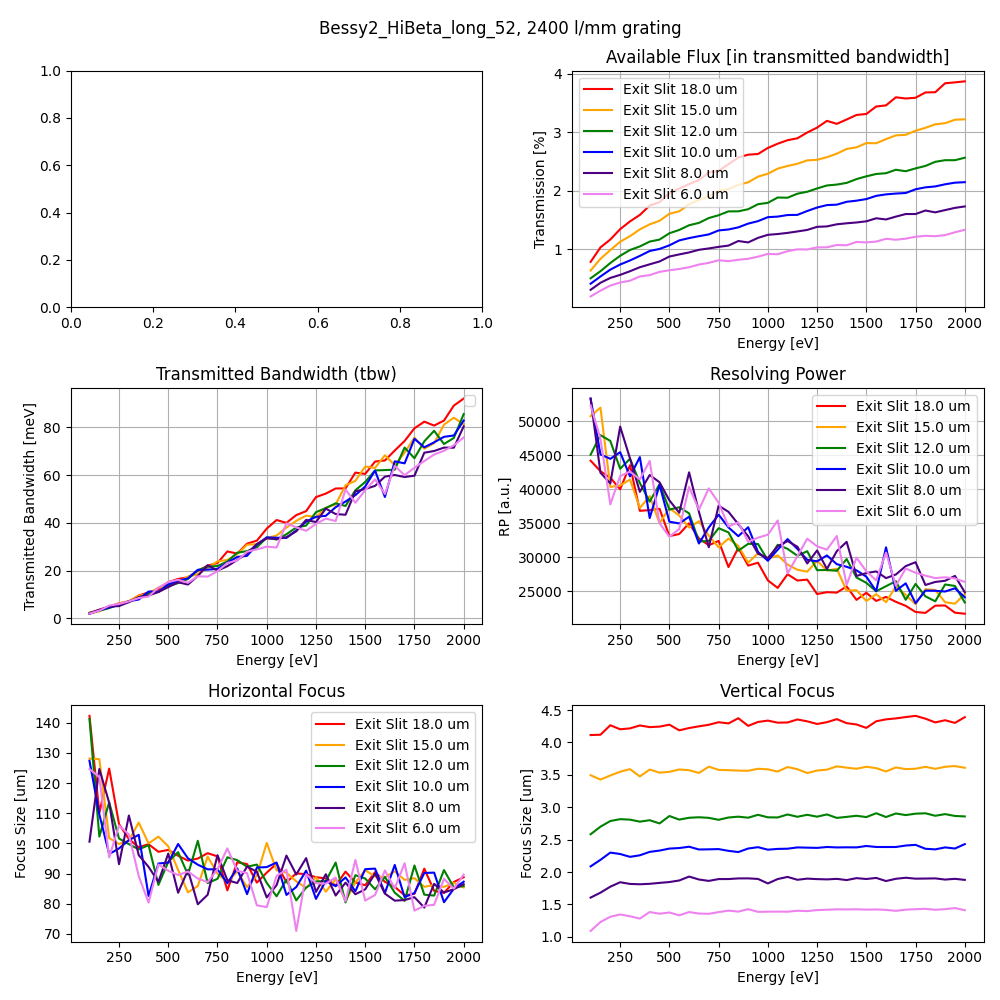 Bessy2_HiBeta_long_52, 2400 l/mm grating
1.0
0.8
0.6
0.4
0.2
0.0
0.0 0.2 0.4 0.6 0.8 1.0
Available Flux [in transmitted bandwidth]
Transmission [%]
4
3
2
1
Exit Slit 18.0 um
Exit Slit 15.0 um
Exit Slit 12.0 um
Exit Slit 10.0 um
Exit Slit 8.0 um
Exit Slit 6.0 um
250 500 750 1000 1250 1500 1750 2000
Energy [eV]
Transmitted Bandwidth (tbw)
Transmitted Bandwidth [meV]
80
60
40
20
0
250 500 750 1000 1250 1500 1750 2000
Energy [eV]
Resolving Power
RP [a.u.]
50000
45000
40000
35000
30000
25000
Exit Slit 18.0 um
Exit Slit 15.0 um
Exit Slit 12.0 um
Exit Slit 10.0 um
Exit Slit 8.0 um
Exit Slit 6.0 um
250 500 750 1000 1250 1500 1750 2000
Energy [eV]
Horizontal Focus
Focus Size [um]
140
130
120
110
100
90
80
70
Exit Slit 18.0 um
Exit Slit 15.0 um
Exit Slit 12.0 um
Exit Slit 10.0 um
Exit Slit 8.0 um
Exit Slit 6.0 um
250 500 750 1000 1250 1500 1750 2000
Energy [eV]
Vertical Focus
Focus Size [um]
4.5
4.0
3.5
3.0
2.5
2.0
1.5
1.0
250 500 750 1000 1250 1500 1750 2000
Energy [eV]